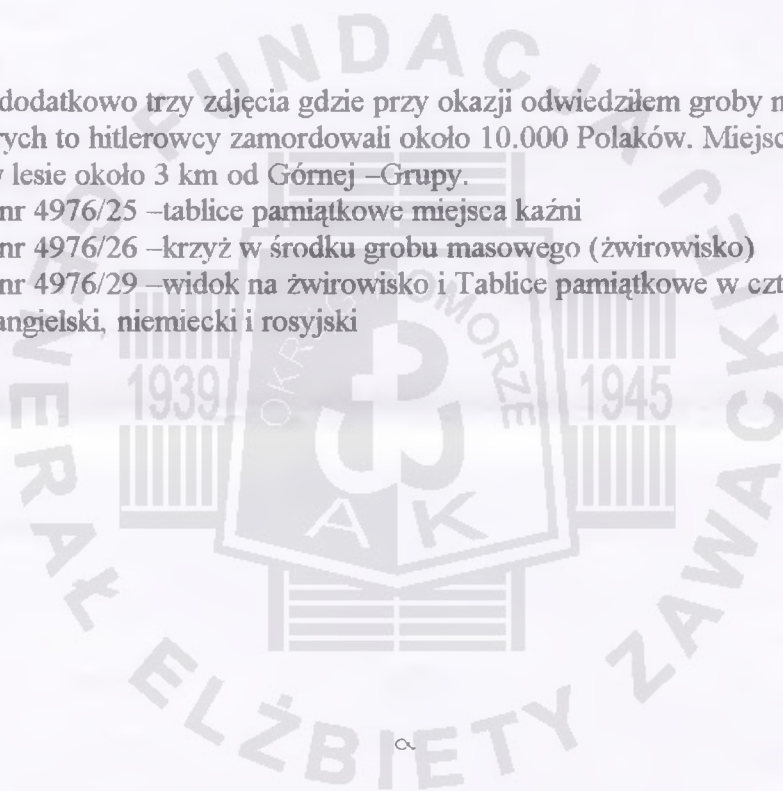 dodatkowo trzy zdjęcia gdzie przy okazji odwiedziłem groby
to hitlerowcy zamordowali około 10.000 Polaków.
lesie około 3 km od Górnej –Grupy.
nr 4976/25 –tablice pamiątkowe miejsca kaźni
nr 4976/26 –krzyż w środku grobu masowego (żwirowisko)
nr 4976/29 –widok na żwirowisko i Tablice pamiątkowe w
angielski, niemiecki i rosyjski
FUNDACJA GENERAŁ ELŻBIETY ZAWACKIEJ
OKRĘG POMORZE
1939 1945
AK